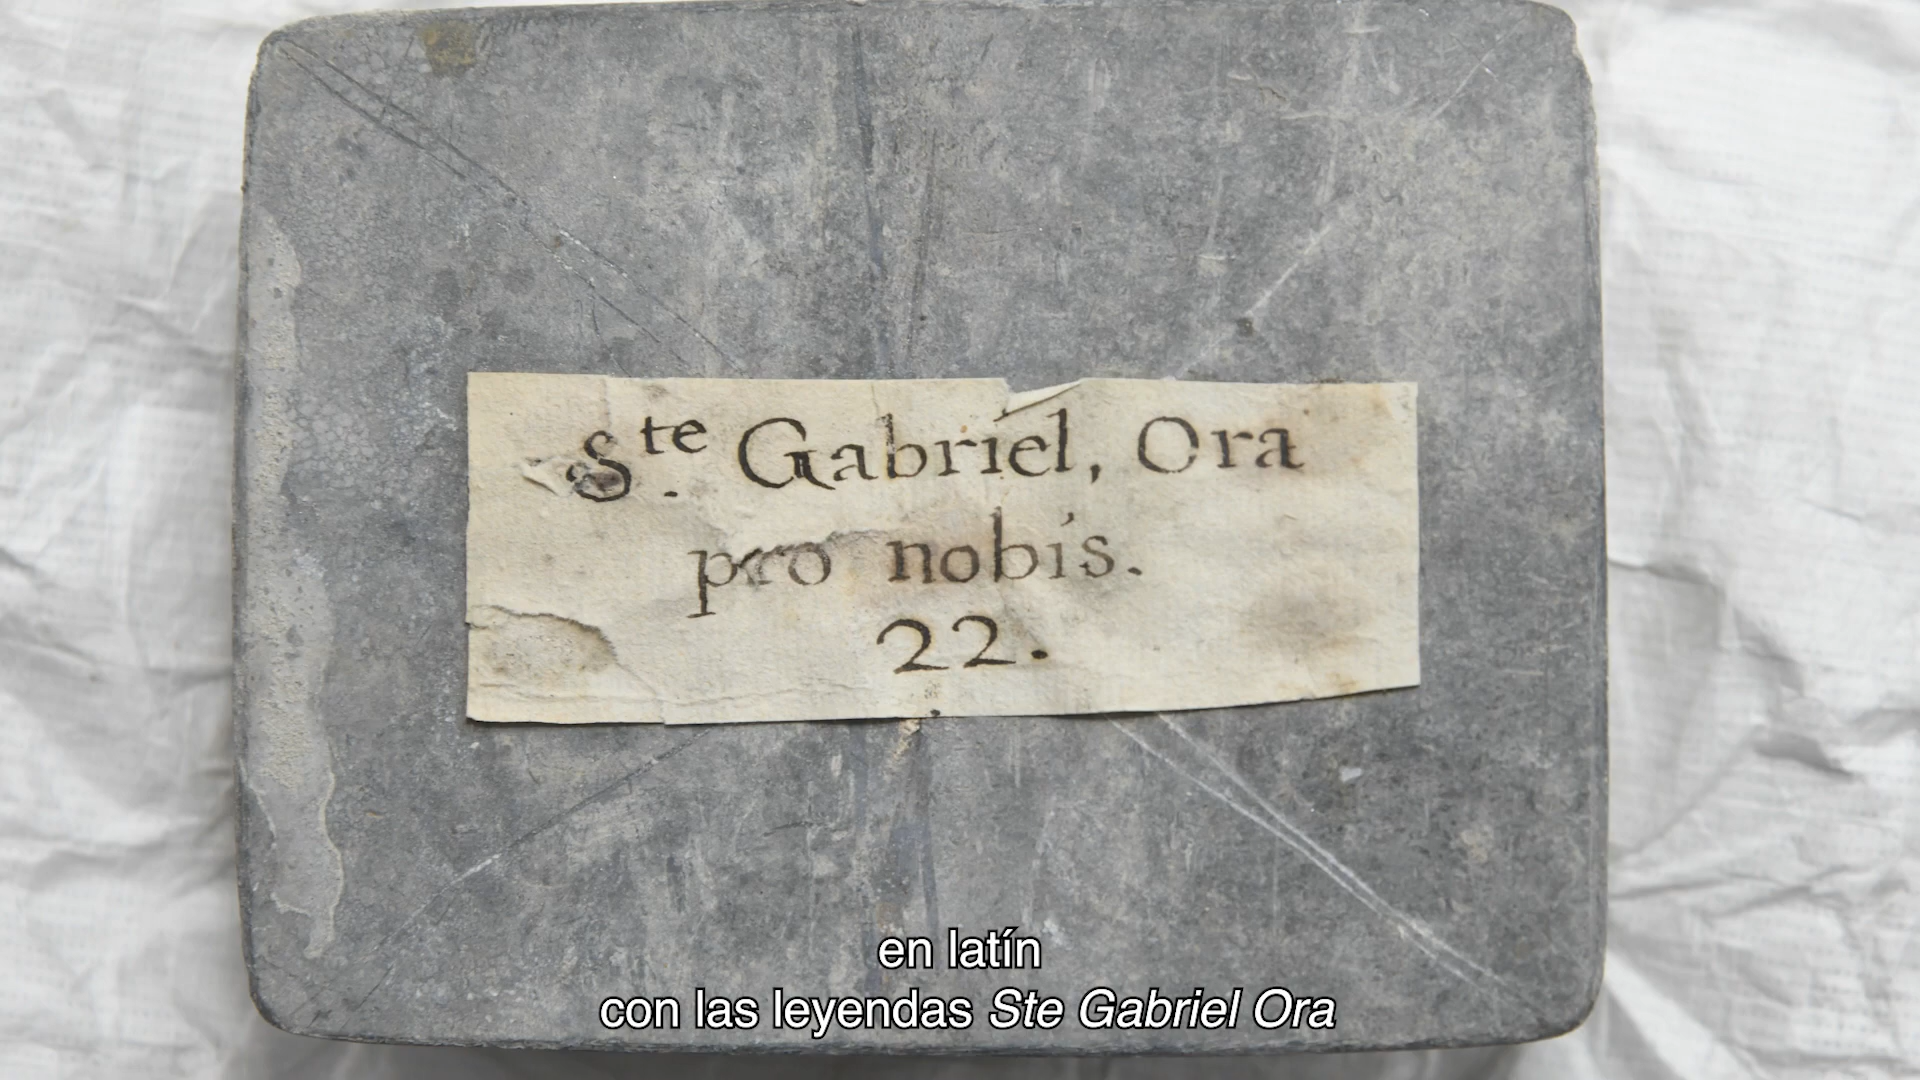 Ste. Gabriel, Ora
pro nobis.
22.
en latín
con las leyendas Ste Gabriel Ora